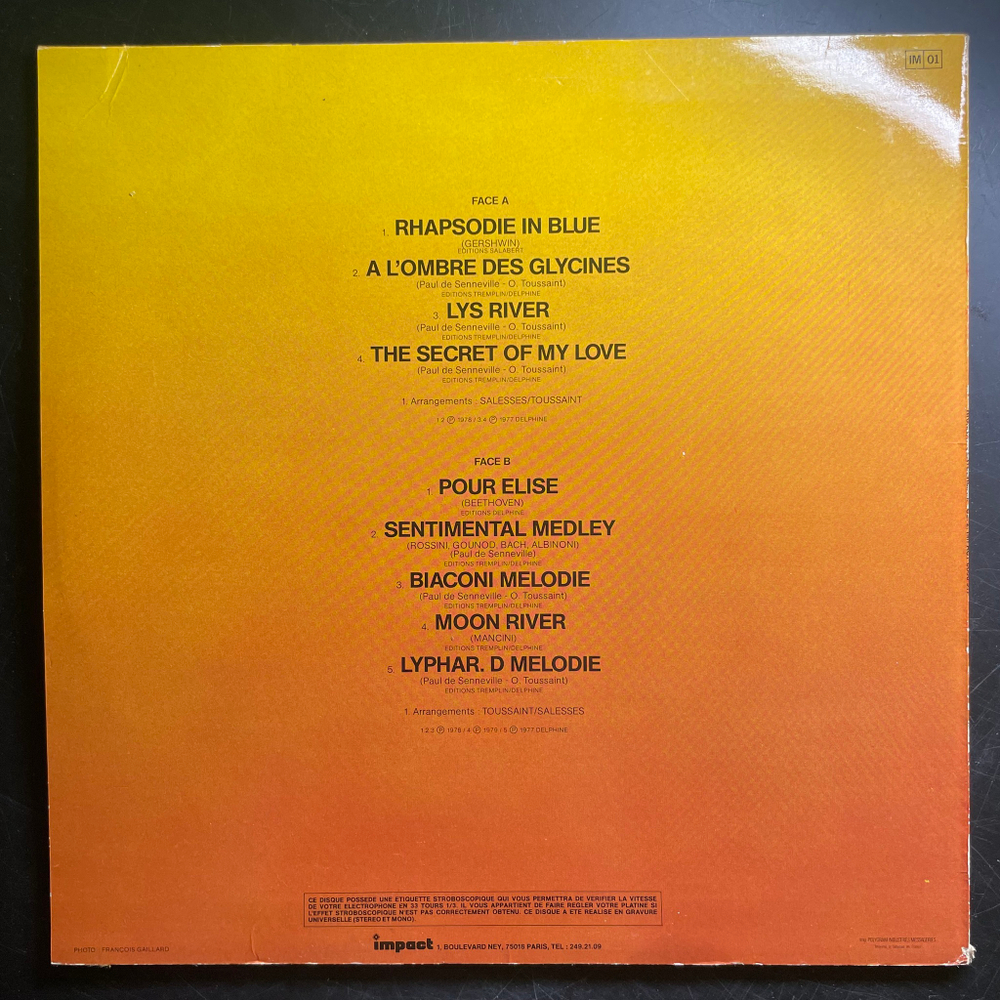 IM 01
FACE A
1. RHAPSODIE IN BLUE
(GERSHWIN)
EDITIONS SALABERT
2. A L'OMBRE DES GLYCINES
(Paul de Senneville - O. Toussaint)
EDITIONS TREMPLIN/DELPHINE
3. LYS RIVER
(Paul de Senneville - O. Toussaint)
EDITIONS TREMPLIN/DELPHINE
4. THE SECRET OF MY LOVE
(Paul de Senneville - O. Toussaint)
EDITIONS TREMPLIN/DELPHINE
1. Arrangements : SALESSES/TOUSSAINT
1 2 Ⓟ 1978 / 3.4 Ⓟ 1977 DELPHINE
FACE B
1. POUR ELISE
(BEETHOVEN)
EDITIONS DELPHINE
2. SENTIMENTAL MEDLEY
(ROSSINI, GOUNOD, BACH, ALBINONI)
(Paul de Senneville)
EDITIONS TREMPLIN/DELPHINE
3. BIACONI MELODIE
(Paul de Senneville - O. Toussaint)
EDITIONS TREMPLIN/DELPHINE
4. MOON RIVER
(MANCINI)
EDITIONS TREMPLIN/DELPHINE
5. LYPHAR. D MELODIE
(Paul de Senneville - O. Toussaint)
EDITIONS TREMPLIN/DELPHINE
1. Arrangements : TOUSSAINT/SALESSES
1 2 3 Ⓟ 1978 / 4 Ⓟ 1979 / 5 Ⓟ 1977 DELPHINE
CE DISQUE POSSEDE UNE ETIQUETTE STROBOSCOPIQUE QUI VOUS PERMETTRA DE VERIFIER LA VITESSE
DE VOTRE ELECTROPHONE EN 33 TOURS 1/3. IL VOUS APPARTIENT DE FAIRE REGLER VOTRE PLATINE SI
L'EFFET STROBOSCOPIQUE N'EST PAS CORRECTEMENT OBTENU. CE DISQUE A ETE REALISE EN GRAVURE
UNIVERSELLE (STEREO ET MONO).
impact 1, BOULEVARD NEY, 75018 PARIS, TEL : 249.21.09
PHOTO : FRANÇOIS GAILLARD